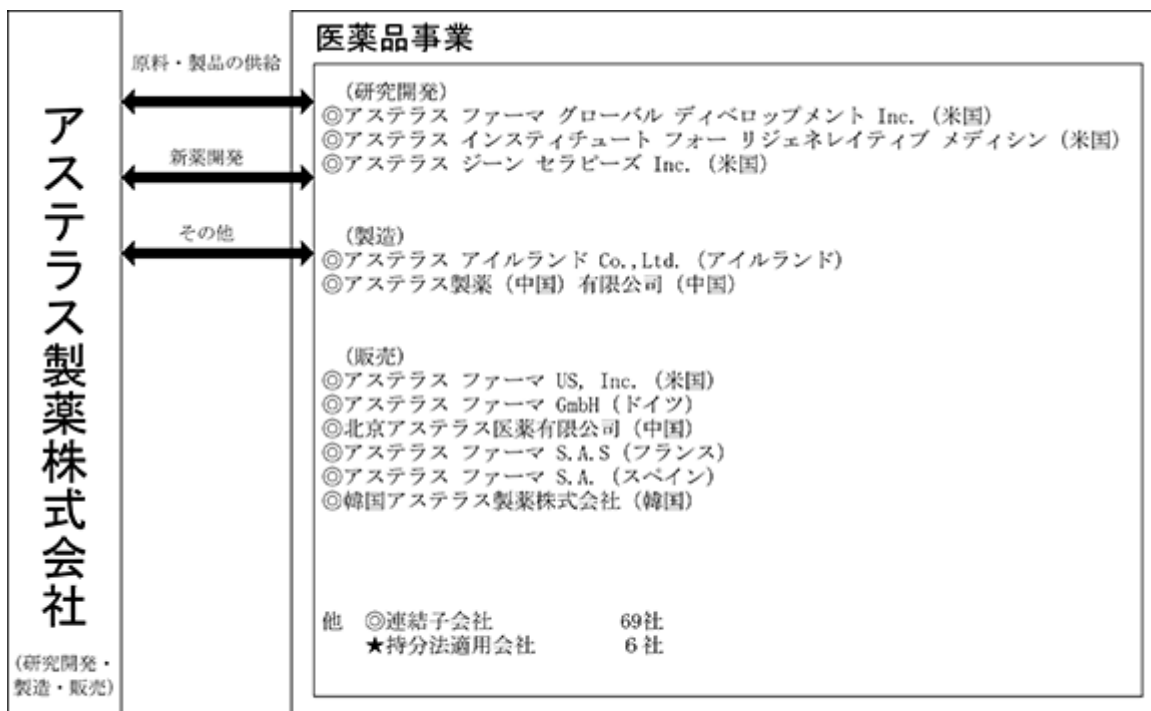 アステラス製薬株式会社
(研究開発・
製造・販売)
原料・製品の供給
新薬開発
その他
医薬品事業
(研究開発)
◎アステラス ファーマ グローバル ディベロップメント Inc. (米国)
◎アステラス インスティチュート フォー リジェネレイティブ メディシン (米国)
◎アステラス ジーン セラピーズ Inc. (米国)
(製造)
◎アステラス アイルランド Co.,Ltd. (アイルランド)
◎アステラス製薬 (中国) 有限公司 (中国)
(販売)
◎アステラス ファーマ US, Inc. (米国)
◎アステラス ファーマ GmbH (ドイツ)
◎北京アステラス医薬有限公司 (中国)
◎アステラス ファーマ S.A.S (フランス)
◎アステラス ファーマ S.A. (スペイン)
◎韓国アステラス製薬株式会社 (韓国)
他 ◎連結子会社 69社
★持分法適用会社 6社